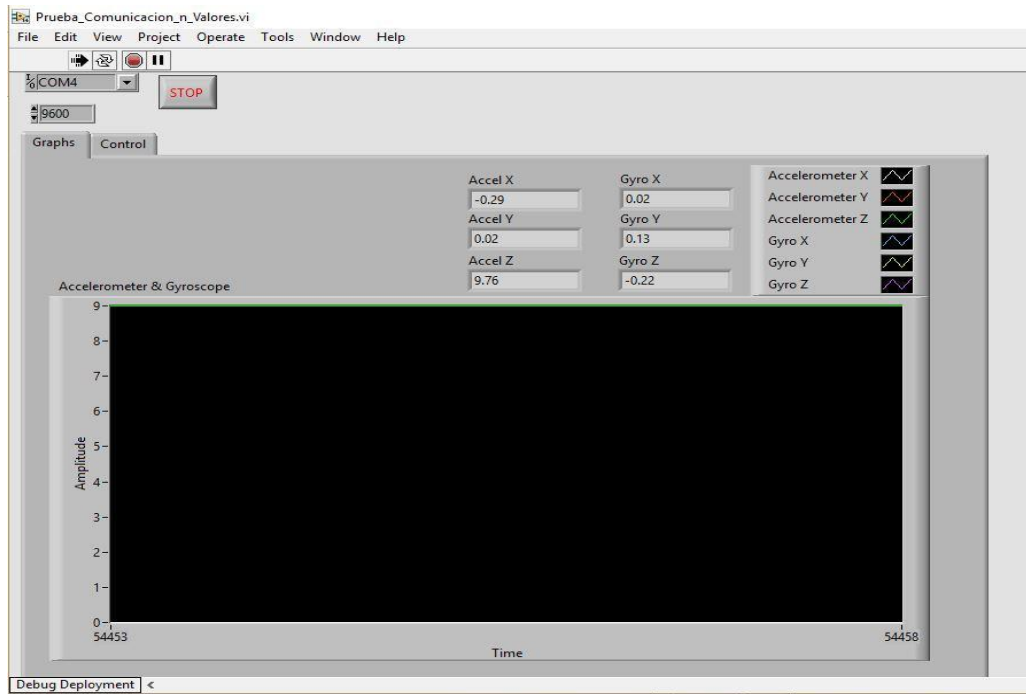 Prueba_Comunicacion_n_Valores.vi
File Edit View Project Operate Tools Window Help
COM4
STOP
9600
Graphs Control
Accel X Gyro X Accelerometer X
-0.29 0.02 Accelerometer Y
Accel Y Gyro Y Accelerometer Z
0.02 0.13 Gyro X
Accel Z Gyro Z Gyro Y
9.76 -0.22 Gyro Z
Accelerometer & Gyroscope
9
8
7
6
5
4
3
2
1
0
Amplitude
54453 54458
Time
Debug Deployment <